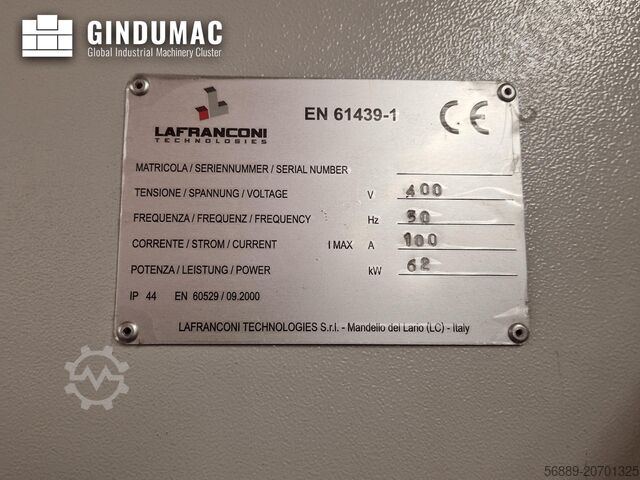 GINDUMAC
Global Industrial Machinery Cluster
EN 61439-1
CE
LAFRANCONI
TECHNOLOGIES
MATRICOLA / SERIENNUMMER / SERIAL NUMBER
TENSIONE / SPANNUNG / VOLTAGE V 400
FREQUENZA / FREQUENZ / FREQUENCY Hz 50
CORRENTE / STROM / CURRENT I MAX A 100
POTENZA / LEISTUNG / POWER kW 62
IP 44 EN 60529 / 09.2000
LAFRANCONI TECHNOLOGIES S.r.l. - Mandello del Lario (LC) - Italy
56889-20701325